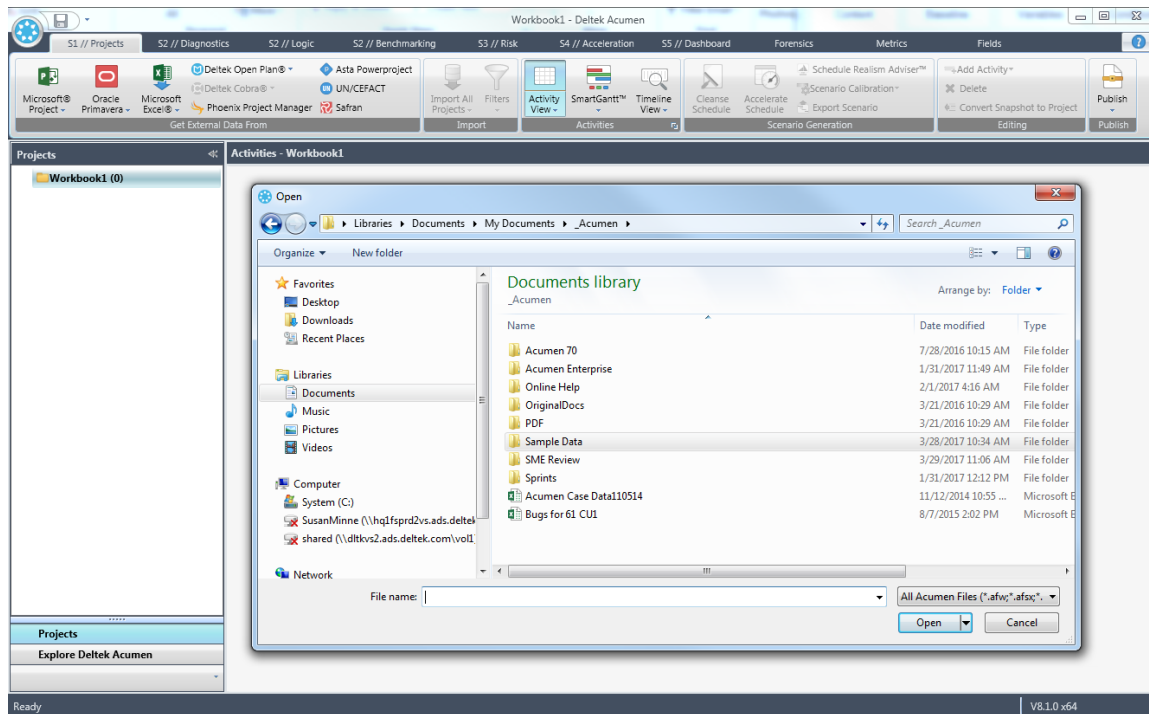 Workbook1 - Deltek Acumen
S1 // Projects S2 // Diagnostics S2 // Logic S2 // Benchmarking S3 // Risk S4 // Acceleration S5 // Dashboard Forensics Metrics Fields
Microsoft® Project
Oracle Primavera
Microsoft Excel®
Deltek Open Plan®
Deltek Cobra®
Phoenix Project Manager
Asta Powerproject
UN/CEFACT
Safran
Get External Data From
Import All Projects
Filters
Import
Activity View
SmartGantt™
Timeline View
Activities
Cleanse Schedule
Accelerate Schedule
Schedule Realism Adviser™
Scenario Calibration
Export Scenario
Scenario Generation
Add Activity
Delete
Convert Snapshot to Project
Editing
Publish
Publish
Projects
Workbook1 (0)
Activities - Workbook1
Open
Libraries Documents My Documents _Acumen
Search _Acumen
Organize New folder
Favorites
Desktop
Downloads
Recent Places
Libraries
Documents
Music
Pictures
Videos
Computer
System (C:)
SusanMinne (\\hq1fsprd2vs.ads.deltek
shared (\\dltkvs2.ads.deltek.com\vol1
Network
Documents library
_Acumen
Arrange by: Folder
Name Date modified Type
Acumen 70 7/28/2016 10:15 AM File folder
Acumen Enterprise 1/31/2017 11:49 AM File folder
Online Help 2/1/2017 4:16 AM File folder
OriginalDocs 3/21/2016 10:29 AM File folder
PDF 3/21/2016 10:29 AM File folder
Sample Data 3/28/2017 10:34 AM File folder
SME Review 3/29/2017 11:06 AM File folder
Sprints 1/31/2017 12:12 PM File folder
Acumen Case Data110514 11/12/2014 10:55 ... Microsoft E
Bugs for 61 CU1 8/7/2015 2:02 PM Microsoft E
File name: All Acumen Files (*.afw;*.afsx;*.
Open Cancel
Projects
Explore Deltek Acumen
Ready V8.1.0 x64